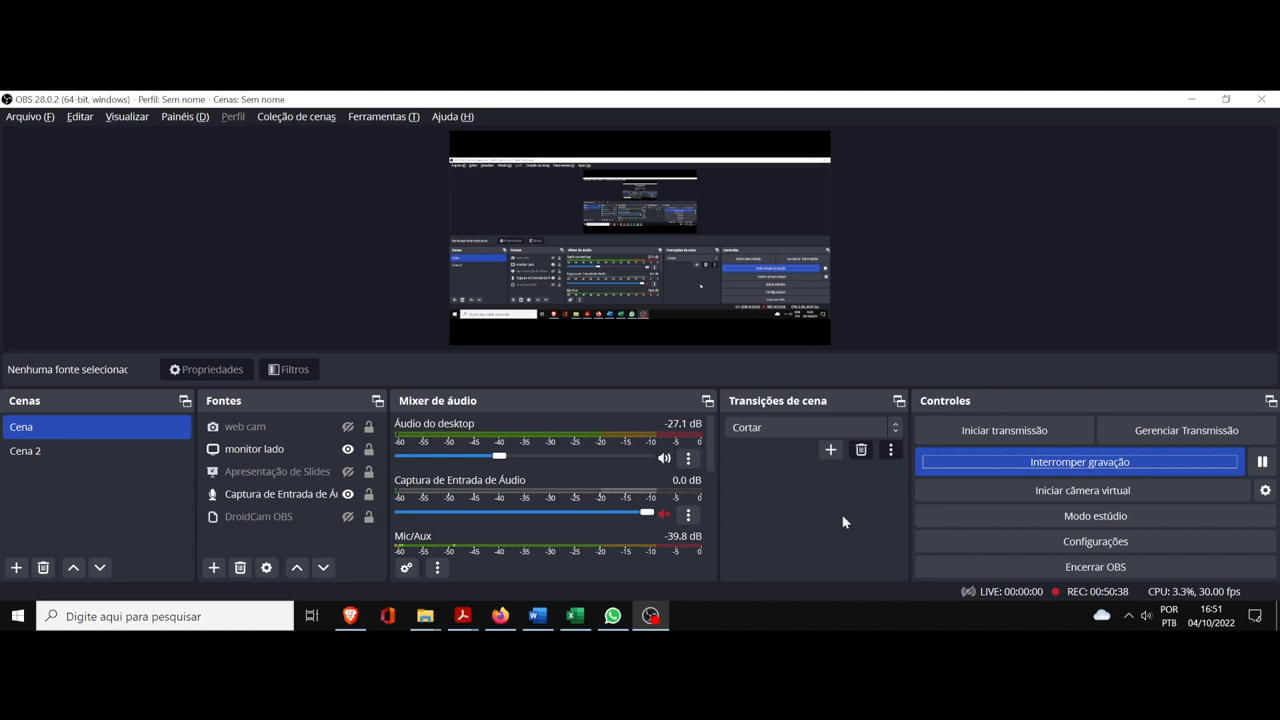 OBS 28.0.2 (64-bit, windows) - Perfil: Sem nome - Cenas: Sem nome
Arquivo (F) Editar Visualizar Painéis (D) Perfil Coleção de cenas Ferramentas (T) Ajuda (H)
Nenhuma fonte selecionac Propriedades Filtros
Cenas
Cena
Cena 2
Fontes
web cam
monitor lado
Apresentação de Slides
Captura de Entrada de Áu
DroidCam OBS
Mixer de áudio
Áudio do desktop -27.1 dB
-60 -55 -50 -45 -40 -35 -30 -25 -20 -15 -10 -5 0
Captura de Entrada de Áudio 0.0 dB
-60 -55 -50 -45 -40 -35 -30 -25 -20 -15 -10 -5 0
Mic/Aux -39.8 dB
-60 -55 -50 -45 -40 -35 -30 -25 -20 -15 -10 -5 0
Transições de cena
Cortar
Controles
Iniciar transmissão Gerenciar Transmissão
Interromper gravação
Iniciar câmera virtual
Modo estúdio
Configurações
Encerrar OBS
LIVE: 00:00:00 REC: 00:50:38 CPU: 3.3%, 30.00 fps
Digite aqui para pesquisar
POR
PTB
16:51
04/10/2022